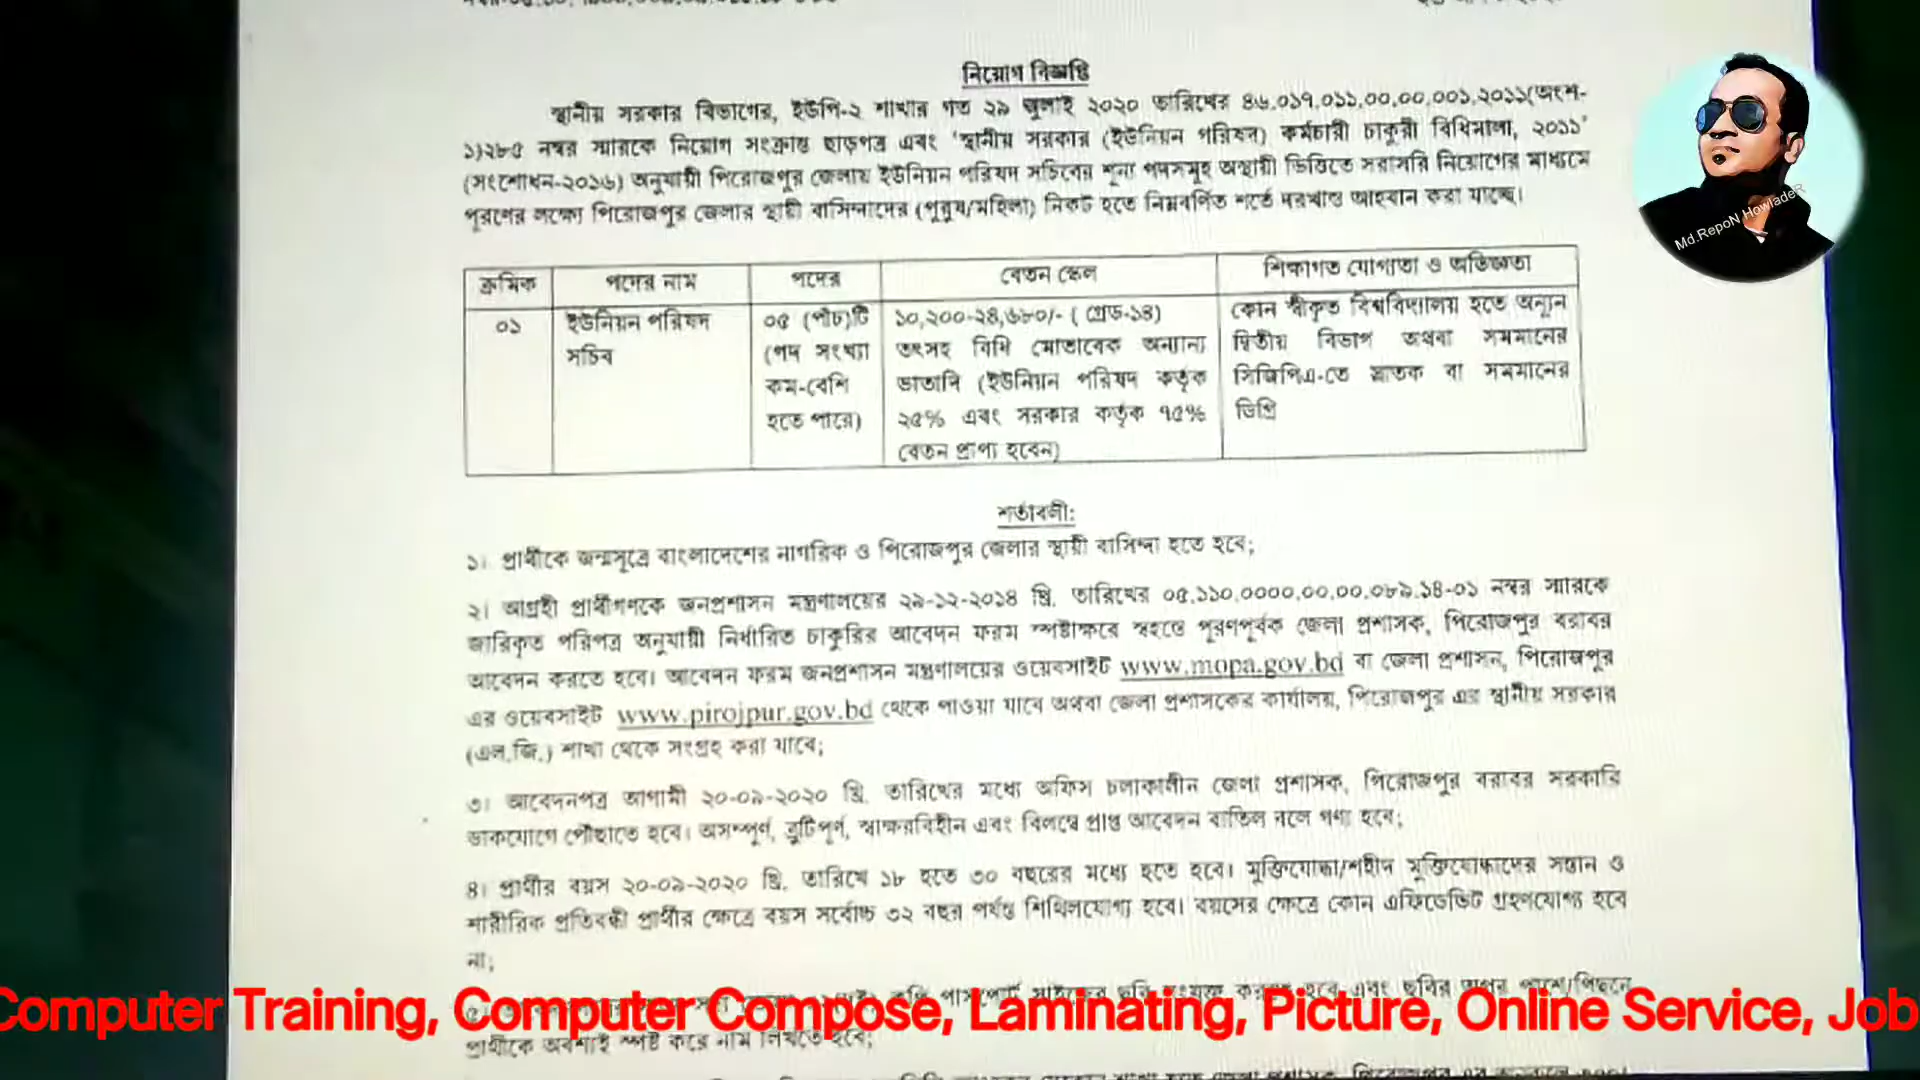 নিয়োগ বিজ্ঞপ্তি
স্থানীয় সরকার বিভাগের, ইউপি-২ শাখার গত ২৯ জুলাই ২০২০ তারিখের ৪৬.০১৭.০১১.০০.০০.০০১.২০১১(অংশ-
১)২৮৫ নম্বর স্মারকে নিয়োগ সংক্রান্ত ছাড়পত্র এবং 'স্থানীয় সরকার (ইউনিয়ন পরিষদ) কর্মচারী চাকুরী বিধিমালা, ২০১১'
(সংশোধন-২০১৬) অনুযায়ী পিরোজপুর জেলায় ইউনিয়ন পরিষদ সচিবের শূন্য পদসমূহ অস্থায়ী ভিত্তিতে সরাসরি নিয়োগের মাধ্যমে
পূরণের লক্ষ্যে পিরোজপুর জেলার স্থায়ী বাসিন্দাদের (পুরুষ/মহিলা) নিকট হতে নিম্নবর্ণিত শর্তে দরখাস্ত আহবান করা যাচ্ছে।
Md.RepoN HowladeR
ক্রমিক পদের নাম পদের বেতন স্কেল শিক্ষাগত যোগ্যতা ও অভিজ্ঞতা
০১ ইউনিয়ন পরিষদ ০৫ (পাঁচ)টি ১০,২০০-২৪,৬৮০/- ( গ্রেড-১৪) কোন স্বীকৃত বিশ্ববিদ্যালয় হতে অন্যূন
সচিব (পদ সংখ্যা তৎসহ বিধি মোতাবেক অন্যান্য দ্বিতীয় বিভাগ অথবা সমমানের
কম-বেশি ভাতাদি (ইউনিয়ন পরিষদ কর্তৃক সিজিপিএ-তে স্নাতক বা সমমানের
হতে পারে) ২৫% এবং সরকার কর্তৃক ৭৫% ডিগ্রি
বেতন প্রাপ্য হবেন)
শর্তাবলী:
১। প্রার্থীকে জন্মসূত্রে বাংলাদেশের নাগরিক ও পিরোজপুর জেলার স্থায়ী বাসিন্দা হতে হবে;
২। আগ্রহী প্রার্থীগণকে জনপ্রশাসন মন্ত্রণালয়ের ২৯-১২-২০১৪ খ্রি. তারিখের ০৫.১১০.০০০০.০০.০০.০৮৯.১৪-০১ নম্বর স্মারকে
জারিকৃত পরিপত্র অনুযায়ী নির্ধারিত চাকুরির আবেদন ফরম স্পষ্টাক্ষরে স্বহস্তে পূরণপূর্বক জেলা প্রশাসক, পিরোজপুর বরাবর
আবেদন করতে হবে। আবেদন ফরম জনপ্রশাসন মন্ত্রণালয়ের ওয়েবসাইট www.mopa.gov.bd বা জেলা প্রশাসন, পিরোজপুর
এর ওয়েবসাইট www.pirojpur.gov.bd থেকে পাওয়া যাবে অথবা জেলা প্রশাসকের কার্যালয়, পিরোজপুর এর স্থানীয় সরকার
(এল.জি.) শাখা থেকে সংগ্রহ করা যাবে;
৩। আবেদনপত্র আগামী ২০-০৯-২০২০ খ্রি. তারিখের মধ্যে অফিস চলাকালীন জেলা প্রশাসক, পিরোজপুর বরাবর সরকারি
ডাকযোগে পৌঁছাতে হবে। অসম্পূর্ণ, ত্রুটিপূর্ণ, স্বাক্ষরবিহীন এবং বিলম্বে প্রাপ্ত আবেদন বাতিল বলে গণ্য হবে;
৪। প্রার্থীর বয়স ২০-০৯-২০২০ খ্রি. তারিখে ১৮ হতে ৩০ বছরের মধ্যে হতে হবে। মুক্তিযোদ্ধা/শহীদ মুক্তিযোদ্ধাদের সন্তান ও
শারীরিক প্রতিবন্ধী প্রার্থীর ক্ষেত্রে বয়স সর্বোচ্চ ৩২ বছর পর্যন্ত শিথিলযোগ্য হবে। বয়সের ক্ষেত্রে কোন এফিডেভিট গ্রহণযোগ্য হবে
না;
Computer Training, Computer Compose, Laminating, Picture, Online Service, Job
প্রার্থীকে অবশ্যই স্পষ্ট করে নাম লিখতে হবে;